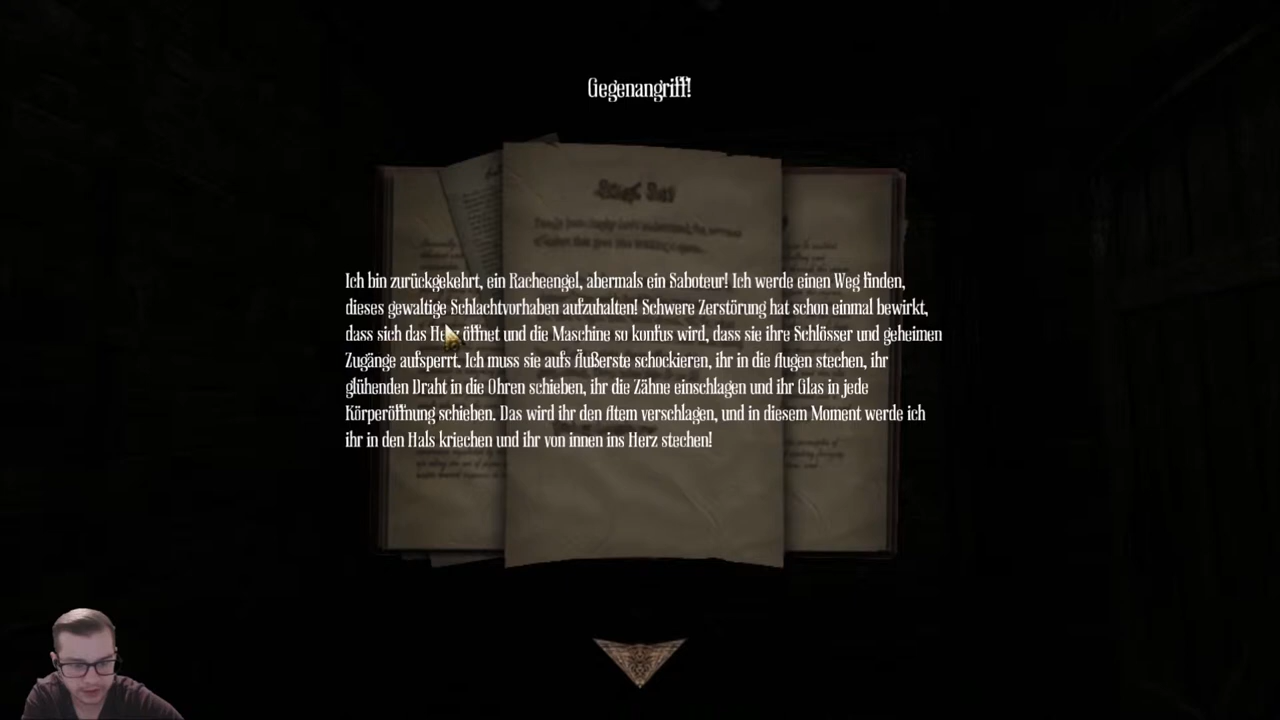 Gegenangriff!
Ich bin zurückgekehrt, ein Racheengel, abermals ein Saboteur! Ich werde einen Weg finden,
dieses gewaltige Schlachtvorhaben aufzuhalten! Schwere Zerstörung hat schon einmal bewirkt,
dass sich das Herz öffnet und die Maschine so konfus wird, dass sie ihre Schlösser und geheimen
Zugänge aufsperrt. Ich muss sie aufs Äußerste schockieren, ihr in die Augen stechen, ihr
glühenden Draht in die Ohren schieben, ihr die Zähne einschlagen und ihr Glas in jede
Körperöffnung schieben. Das wird ihr den Atem verschlagen, und in diesem Moment werde ich
ihr in den Hals kriechen und ihr von innen ins Herz stechen!